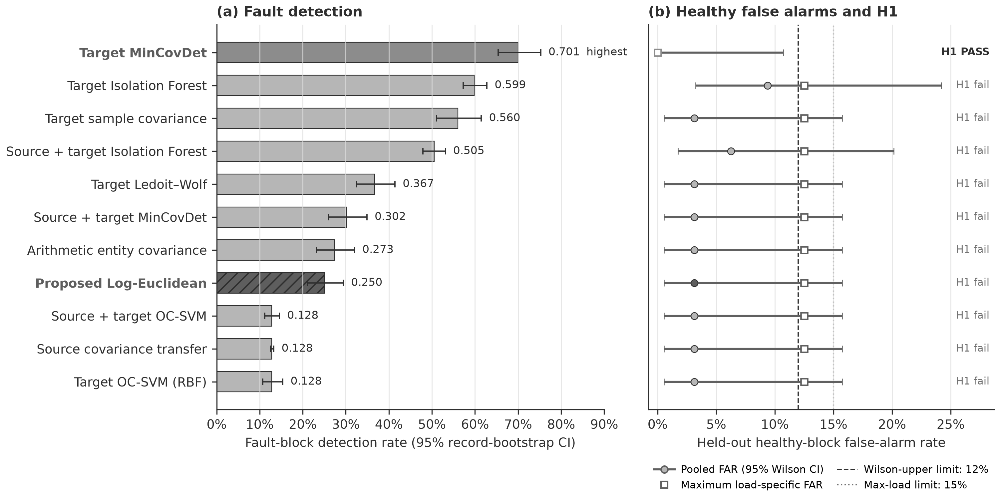 (a) Fault detection
Target MinCovDet
0.701 highest
Target Isolation Forest
0.599
Target sample covariance
0.560
Source + target Isolation Forest
0.505
Target Ledoit–Wolf
0.367
Source + target MinCovDet
0.302
Arithmetic entity covariance
0.273
Proposed Log-Euclidean
0.250
Source + target OC-SVM
0.128
Source covariance transfer
0.128
Target OC-SVM (RBF)
0.128
0% 10% 20% 30% 40% 50% 60% 70% 80% 90%
Fault-block detection rate (95% record-bootstrap CI)
(b) Healthy false alarms and H1
H1 PASS
H1 fail
H1 fail
H1 fail
H1 fail
H1 fail
H1 fail
H1 fail
H1 fail
H1 fail
H1 fail
0% 5% 10% 15% 20% 25%
Held-out healthy-block false-alarm rate
Pooled FAR (95% Wilson CI)
Maximum load-specific FAR
Wilson-upper limit: 12%
Max-load limit: 15%